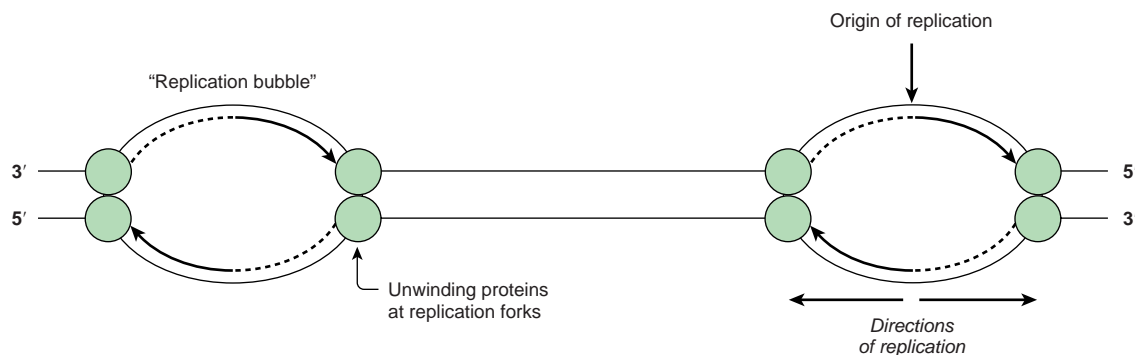 Origin of replication
“Replication bubble”
3′
5
5′
3
Unwinding proteins
at replication forks
Directions
of replication